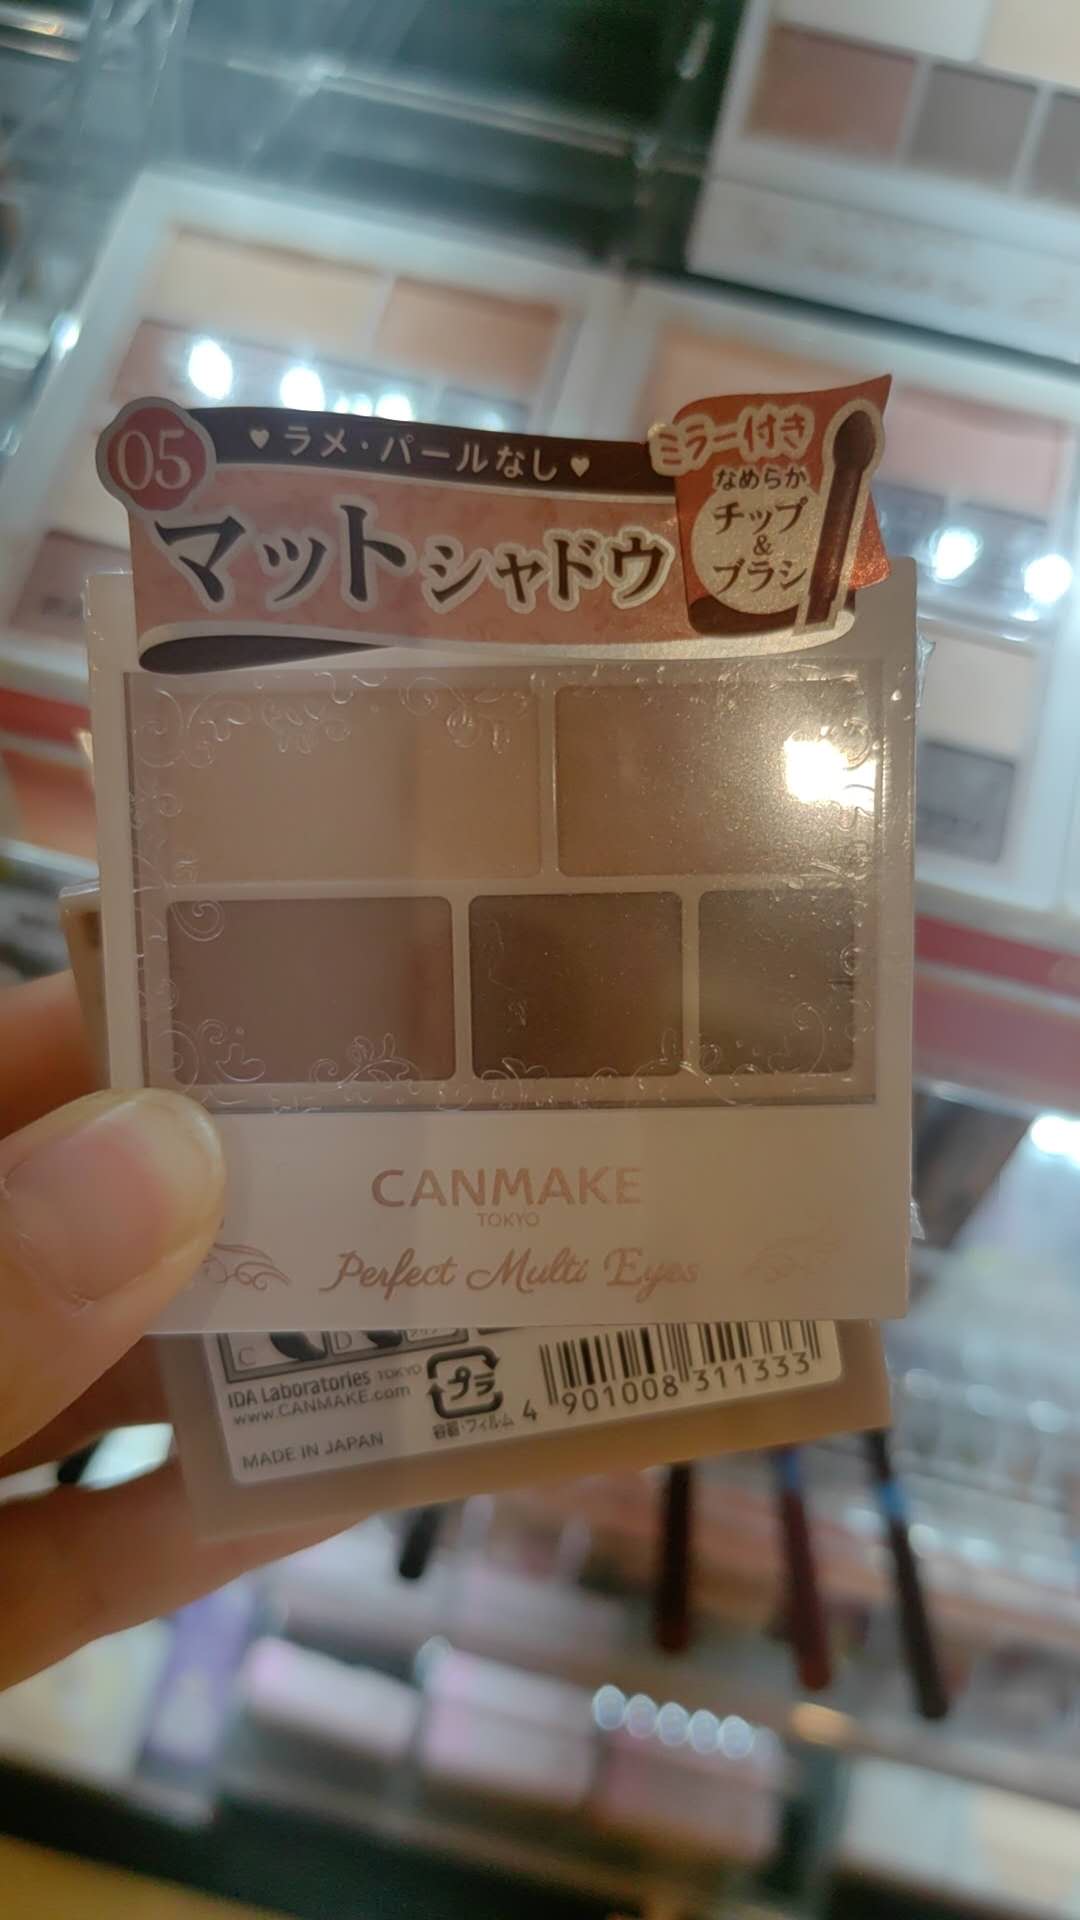 05
♥ラメ・パールなし♥
マットシャドウ
ミラー付き
なめらか
チップ
&
ブラシ
CANMAKE
TOKYO
Perfect Multi Eyes
C
D
IDA Laboratories TOKYO
www.CANMAKE.com
プラ
容器・フィルム
MADE IN JAPAN
4 901008 311333